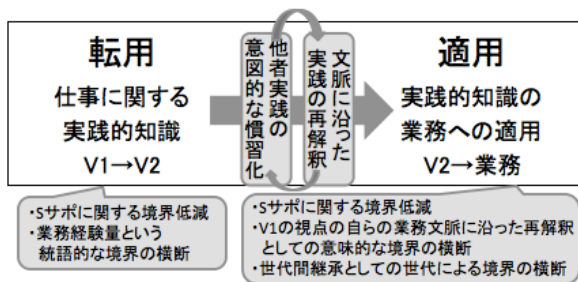 転用
仕事に関する
実践的知識
V1→V2
他者実践の
意図的な慣習化
文脈に沿った
実践の再解釈
適用
実践的知識の
業務への適用
V2→業務
・Sサポに関する境界低減
・業務経験量という
統語的な境界の横断
・Sサポに関する境界低減
・V1の視点の自らの業務文脈に沿った再解釈
としての意味的な境界の横断
・世代間継承としての世代による境界の横断